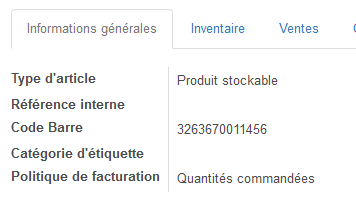 Informations générales Inventaire Ventes
Type d'article Produit stockable
Référence interne
Code Barre 3263670011456
Catégorie d'étiquette
Politique de facturation Quantités commandées